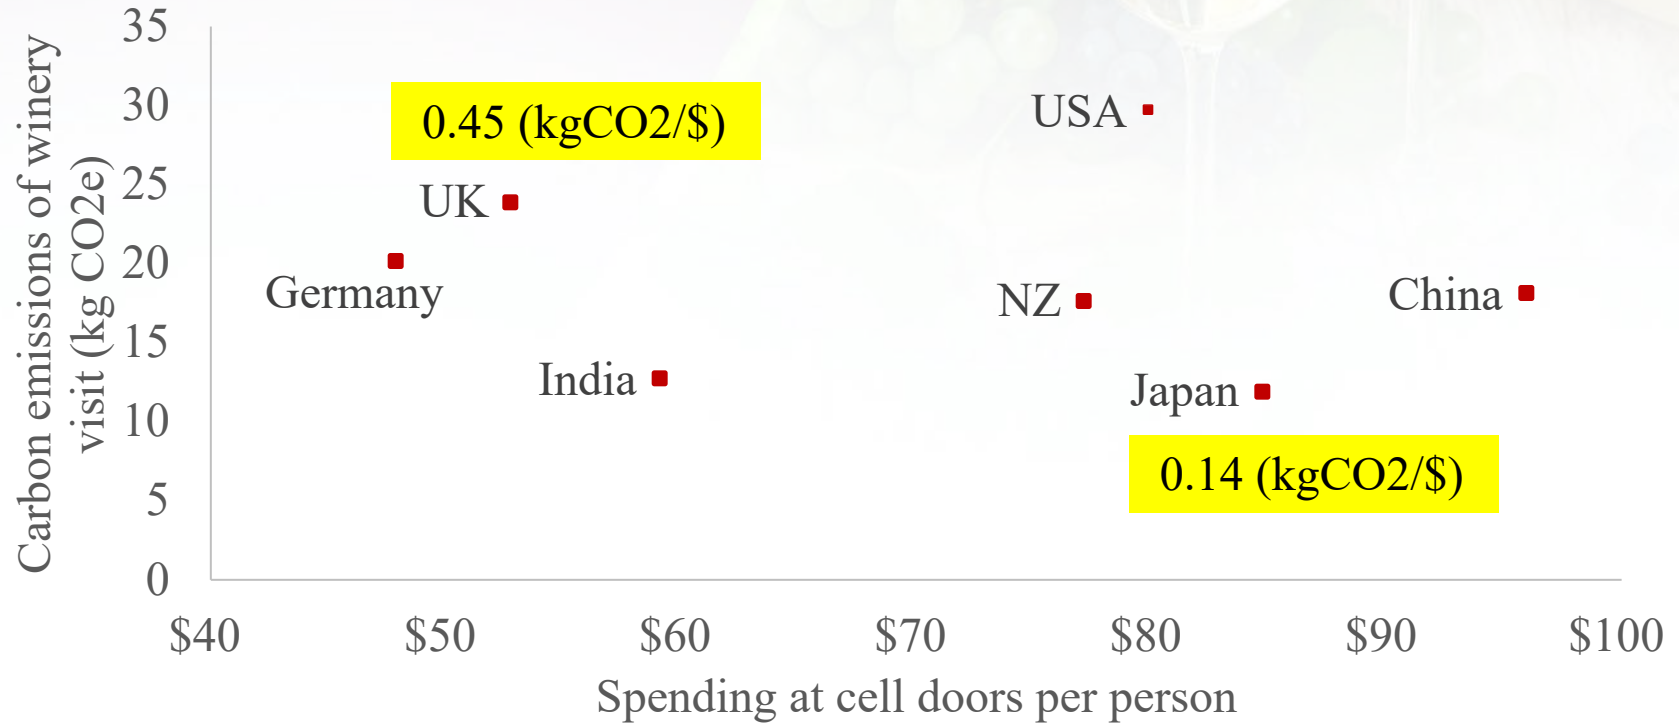 Carbon emissions of winery
visit (kg CO2e)
35
30
25
20
15
10
5
0
0.45 (kgCO2/$)
USA
UK
Germany
NZ
China
India
Japan
0.14 (kgCO2/$)
$40 $50 $60 $70 $80 $90 $100
Spending at cell doors per person